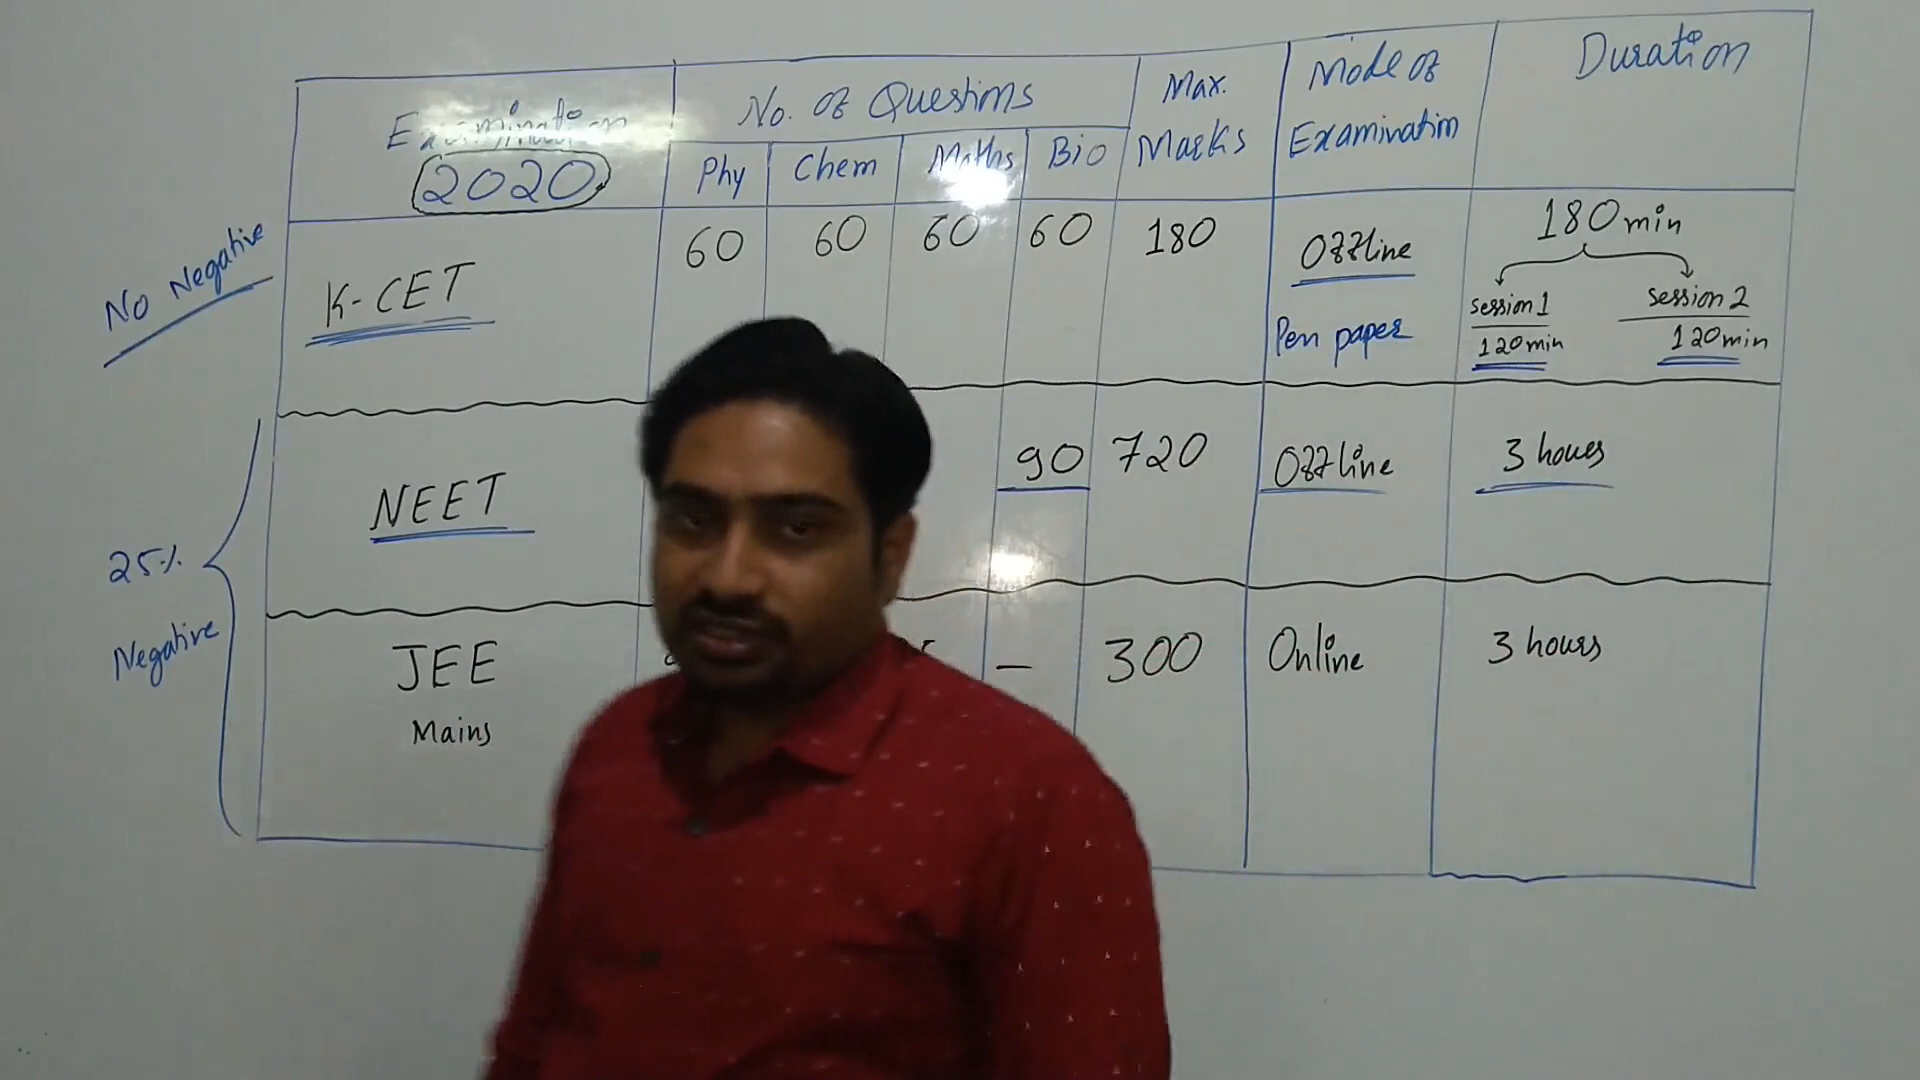 Examination
2020
No. of Questions
Phy Chem Maths Bio
Max.
Marks
Mode of
Examination
Duration
No Negative
K-CET
60 60 60 60 180
Offline
Pen paper
180 min
session 1
120 min
session 2
120 min
25%
Negative
NEET
90 720 Offline 3 hours
JEE
Mains
— 300 Online 3 hours